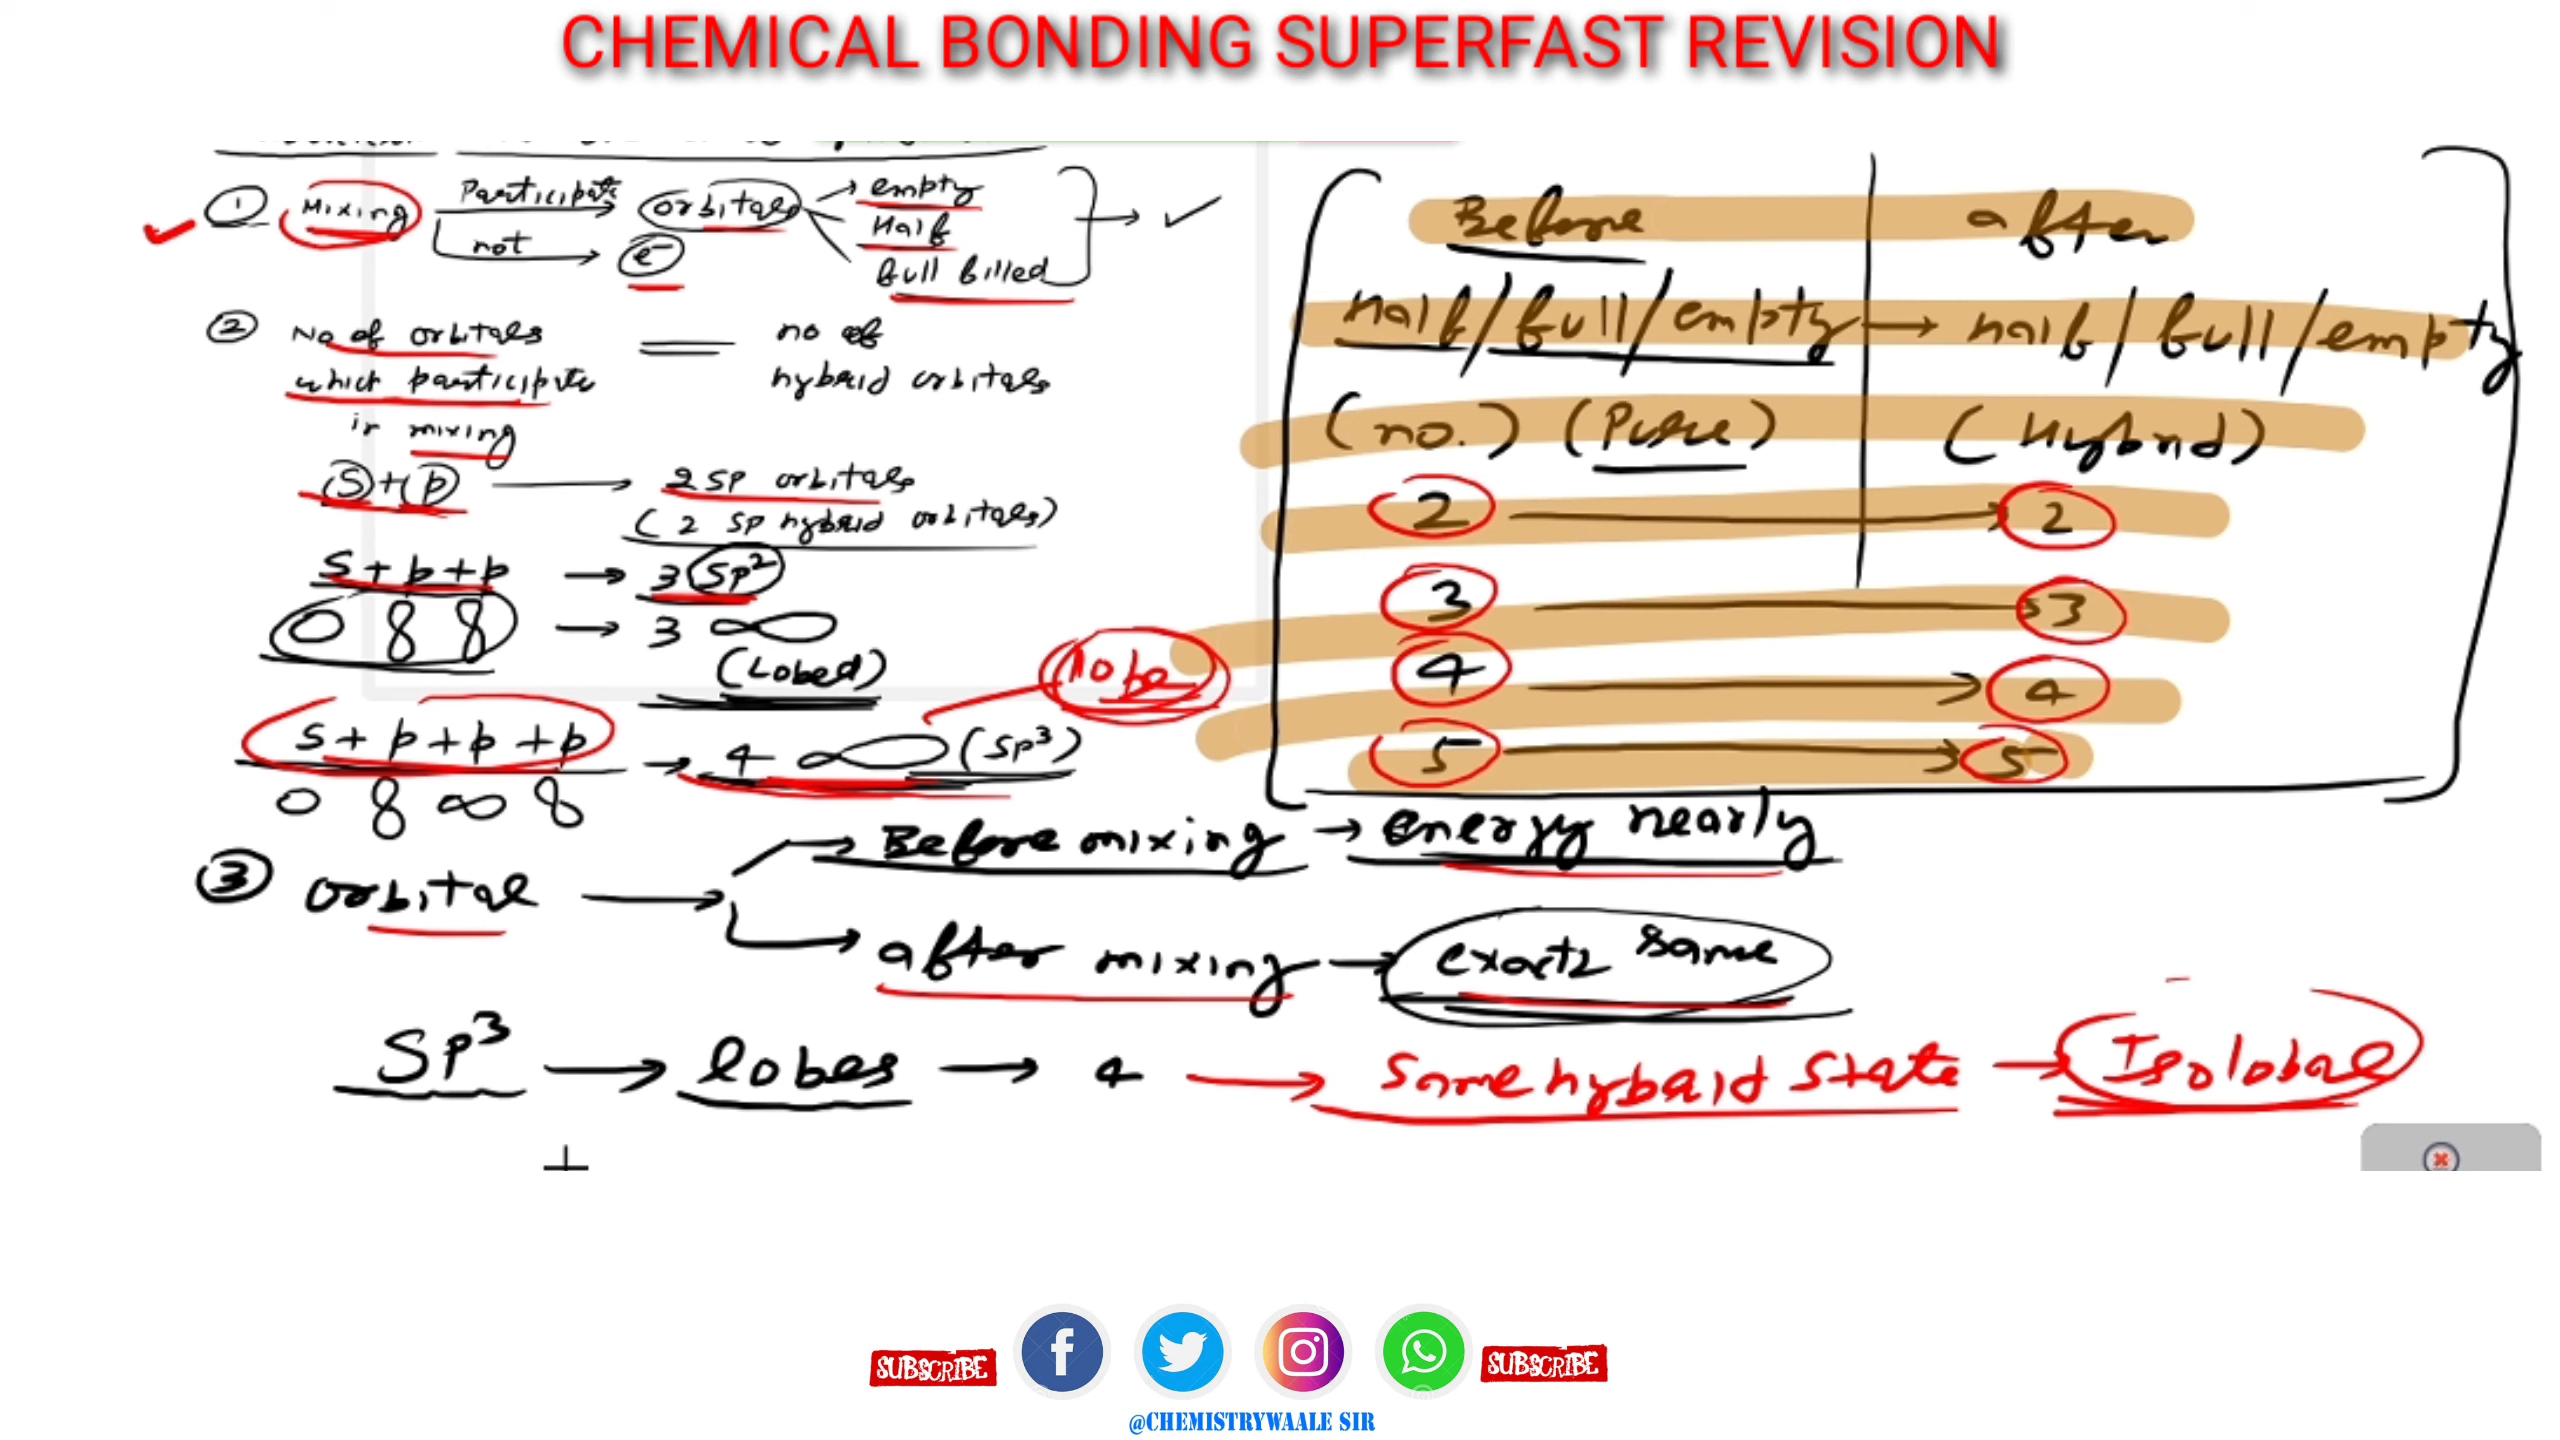 CHEMICAL BONDING SUPERFAST REVISION
① Mixing Participate → orbitals → empty
Half
full filled → ✓
not → e⁻
② No of orbitals = no of
which participate hybrid orbitals
in mixing
s + p → 2 sp orbitals
(2 sp hybrid orbitals)
s + p + p → 3 sp²
→ 3
(Lobed)
lobe
s + p + p + p → 4 (sp³)
Before | after
half/full/empty → half/full/empty
(no.) (Pure) (Hybrid)
2 → 2
3 → 3
4 → 4
5 → 5
③ orbital → Before mixing → energy nearly
→ after mixing → same
sp³ → lobes → 4 → Same hybrid State → Isolobal
SUBSCRIBE
SUBSCRIBE
@CHEMISTRYWAALE SIR